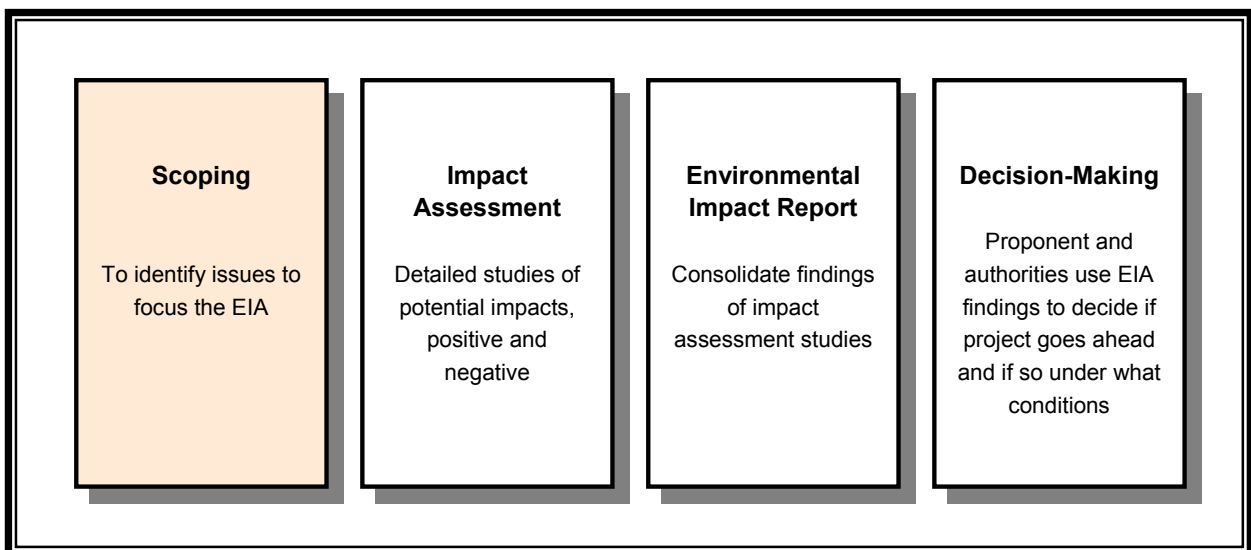 Scoping
To identify issues to
focus the EIA
Impact
Assessment
Detailed studies of
potential impacts,
positive and
negative
Environmental
Impact Report
Consolidate findings
of impact
assessment studies
Decision-Making
Proponent and
authorities use EIA
findings to decide if
project goes ahead
and if so under what
conditions